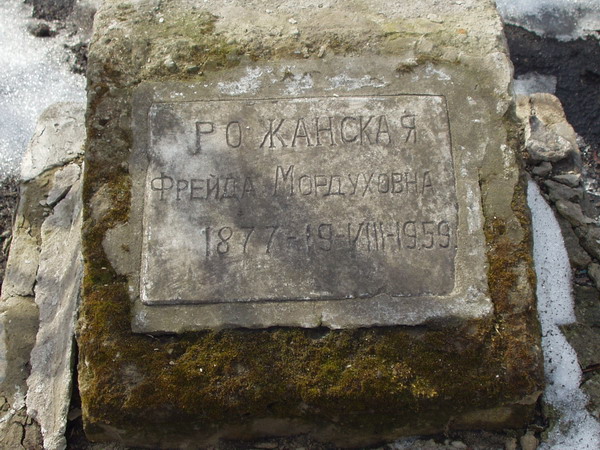 РОЖАНСКАЯ
ФРЕЙДА МОРДУХОВНА
1877-19-VIII-1959.